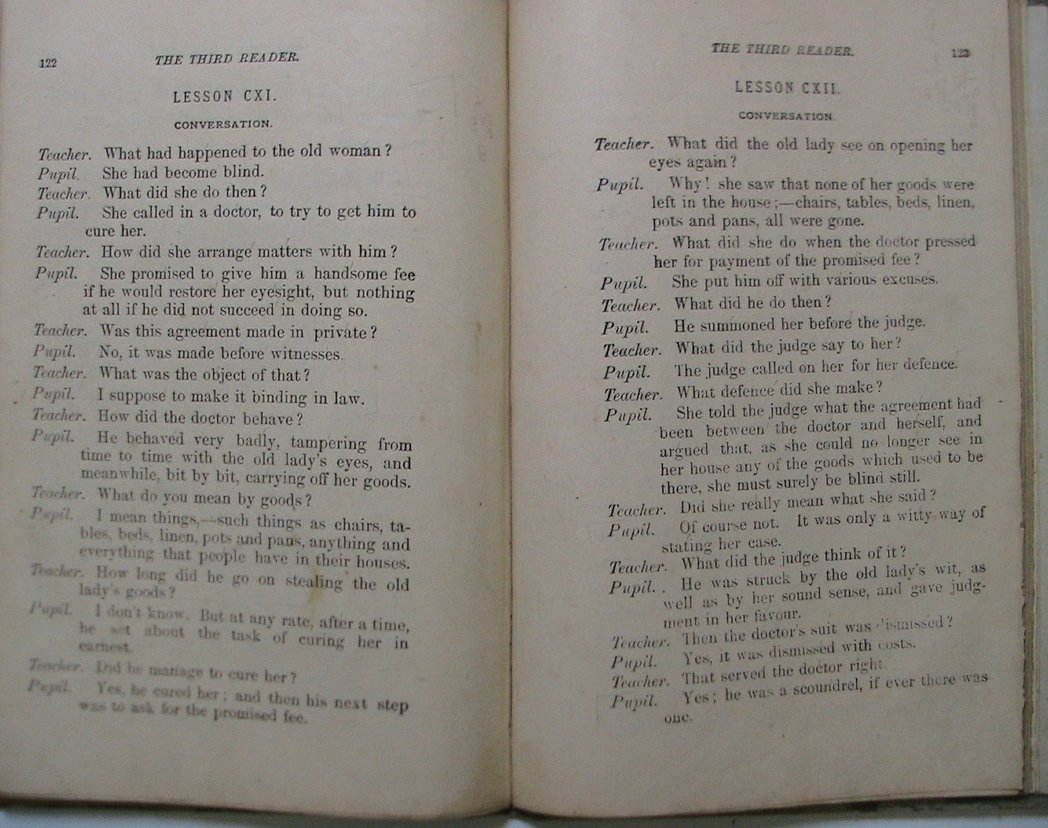 122
THE THIRD READER.
LESSON CXI.
CONVERSATION.
Teacher. What had happened to the old woman?
Pupil. She had become blind.
Teacher. What did she do then?
Pupil. She called in a doctor, to try to get him to
cure her.
Teacher. How did she arrange matters with him?
Pupil. She promised to give him a handsome fee
if he would restore her eyesight, but nothing
at all if he did not succeed in doing so.
Teacher. Was this agreement made in private?
Pupil. No, it was made before witnesses.
Teacher. What was the object of that?
Pupil. I suppose to make it binding in law.
Teacher. How did the doctor behave?
Pupil. He behaved very badly, tampering from
time to time with the old lady's eyes, and
meanwhile, bit by bit, carrying off her goods.
Teacher. What do you mean by goods?
Pupil. I mean things,—such things as chairs, ta-
bles, beds, linen, pots and pans, anything and
everything that people have in their houses.
Teacher. How long did he go on stealing the old
lady's goods?
Pupil. I don't know. But at any rate, after a time,
he set about the task of curing her in
earnest.
Teacher. Did he manage to cure her?
Pupil. Yes, he cured her; and then his next step
was to ask for the promised fee.
THE THIRD READER.
123
LESSON CXII.
CONVERSATION.
Teacher. What did the old lady see on opening her
eyes again?
Pupil. Why! she saw that none of her goods were
left in the house;—chairs, tables, beds, linen,
pots and pans, all were gone.
Teacher. What did she do when the doctor pressed
her for payment of the promised fee?
Pupil. She put him off with various excuses.
Teacher. What did he do then?
Pupil. He summoned her before the judge.
Teacher. What did the judge say to her?
Pupil. The judge called on her for her defence.
Teacher. What defence did she make?
Pupil. She told the judge what the agreement had
been between the doctor and herself, and
argued that, as she could no longer see in
her house any of the goods which used to be
there, she must surely be blind still.
Teacher. Did she really mean what she said?
Pupil. Of course not. It was only a witty way of
stating her case.
Teacher. What did the judge think of it?
Pupil. He was struck by the old lady's wit, as
well as by her sound sense, and gave judg-
ment in her favour.
Teacher. Then the doctor's suit was dismissed?
Pupil. Yes, it was dismissed with costs.
Teacher. That served the doctor right.
Pupil. Yes; he was a scoundrel, if ever there was
one.